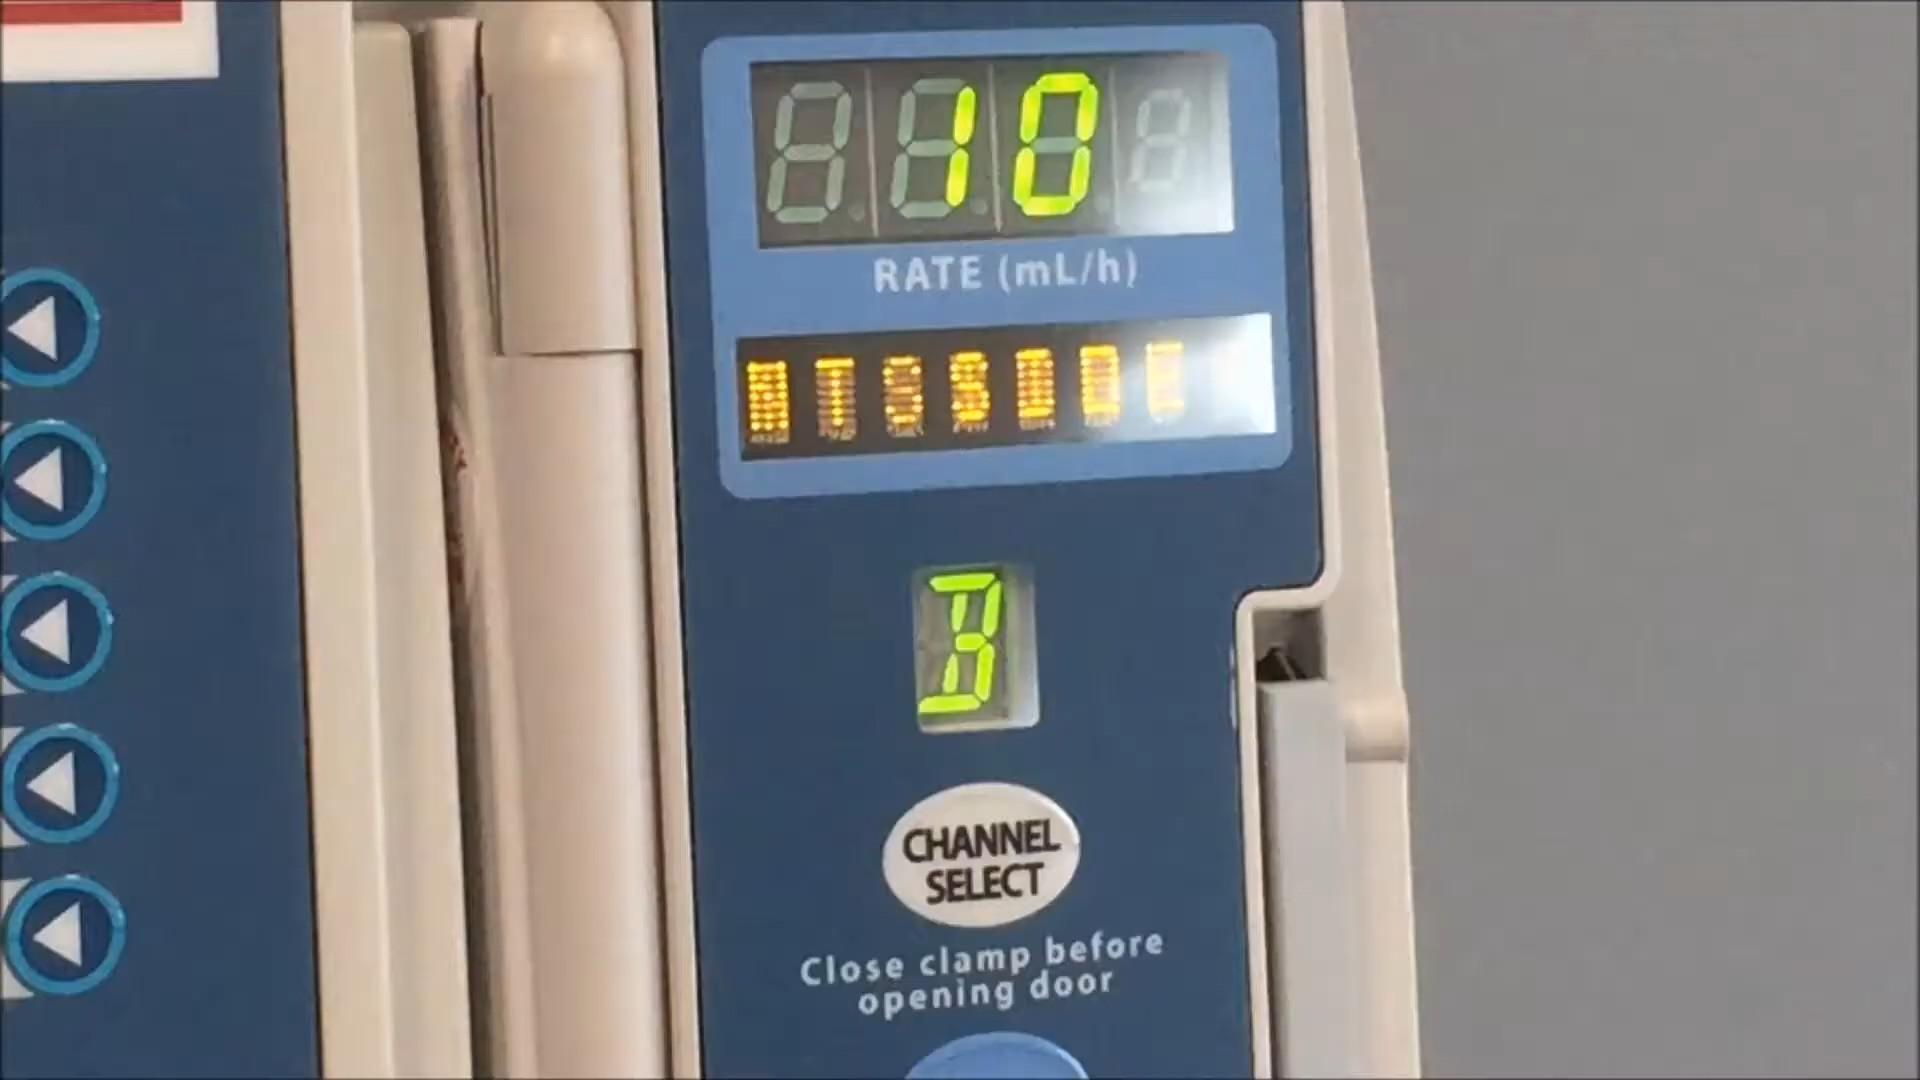 10
RATE (mL/h)
B
CHANNEL
SELECT
Close clamp before
opening door